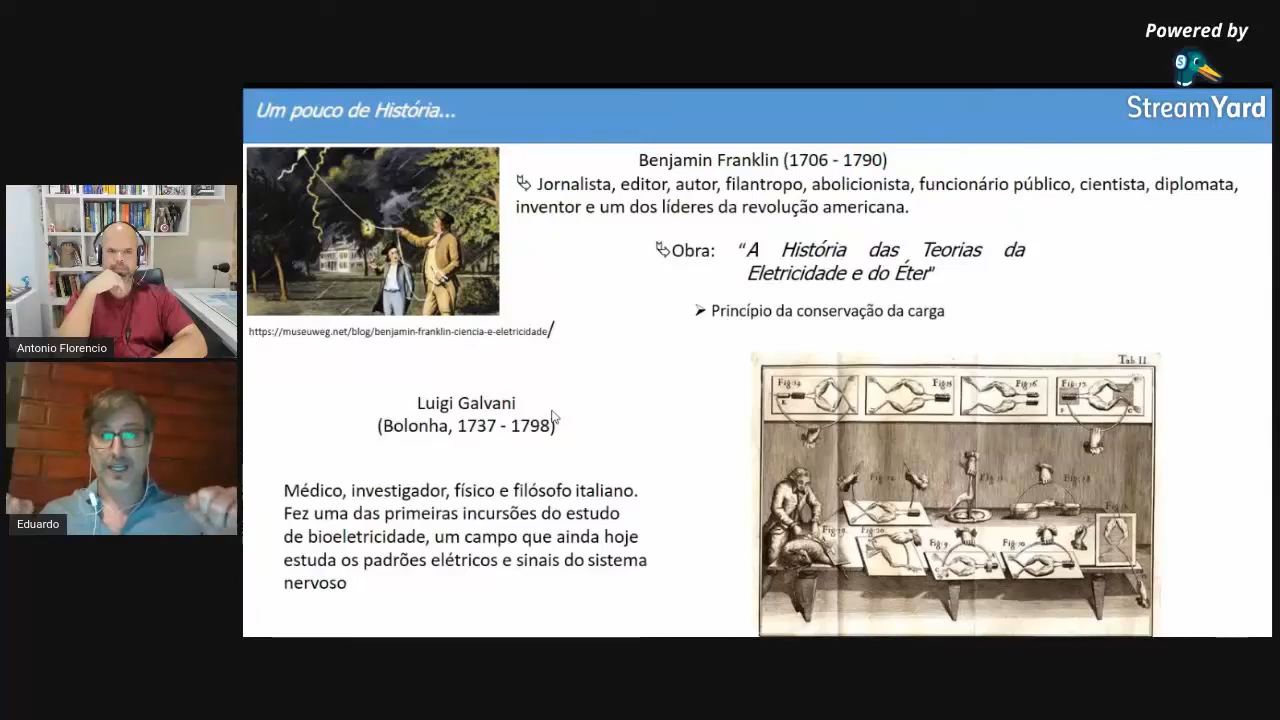 Powered by
StreamYard
Um pouco de História...
Benjamin Franklin (1706 - 1790)
Jornalista, editor, autor, filantropo, abolicionista, funcionário público, cientista, diplomata,
inventor e um dos líderes da revolução americana.
Obra: "A História das Teorias da
Eletricidade e do Éter"
Princípio da conservação da carga
https://museuweg.net/blog/benjamin-franklin-ciencia-e-eletricidade/
Antonio Florencio
Eduardo
Luigi Galvani
(Bolonha, 1737 - 1798)
Médico, investigador, físico e filósofo italiano.
Fez uma das primeiras incursões do estudo
de bioeletricidade, um campo que ainda hoje
estuda os padrões elétricos e sinais do sistema
nervoso
Tab II.